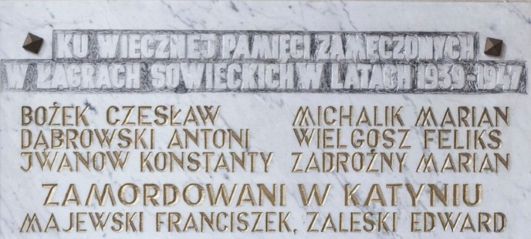 KU WIECZNEJ PAMIĘCI ZAMĘCZONYCH
W ŁAGRACH SOWIECKICH W LATACH 1939-1947
BOŻEK CZESŁAW
DĄBROWSKI ANTONI
JWANOW KONSTANTY
MICHALIK MARIAN
WIELGOSZ FELIKS
ZADROŻNY MARIAN
ZAMORDOWANI W KATYNIU
MAJEWSKI FRANCISZEK, ZALESKI EDWARD